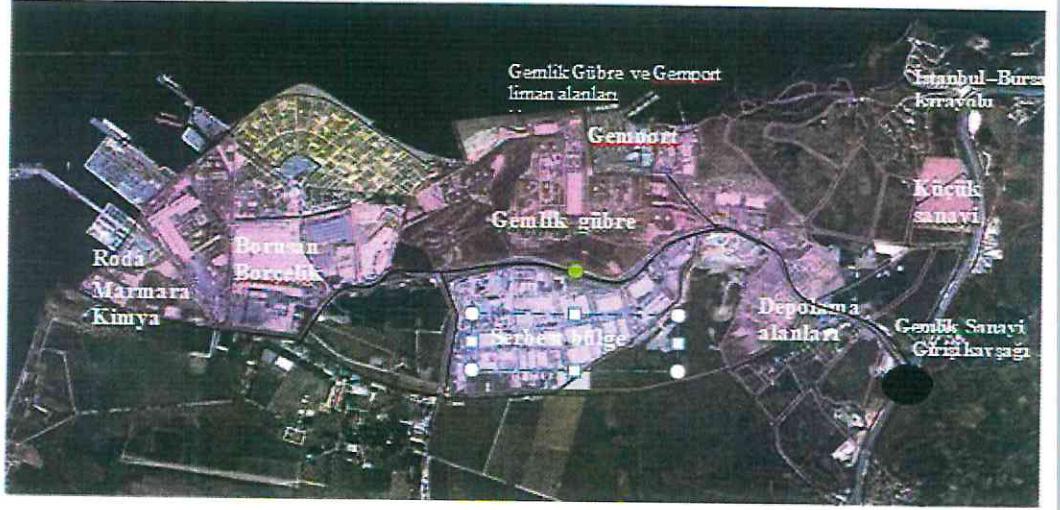 Gemlik Gübre ve Gemport
liman alanları
Gemport
İstanbul-Bursa
karayolu
Küçük
sanayi
Gemlik gübre
Borusan
Borçelik
Roda
Marmara
Kimya
Serbest bölge
Depolama
alanları
Gemlik Sanayi
Girişi kavşağı